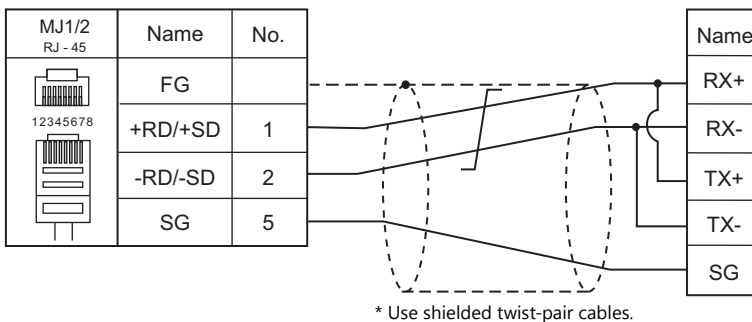 MJ1/2
RJ - 45
Name
No.
FG
12345678
+RD/+SD
1
-RD/-SD
2
SG
5
Name
RX+
RX-
TX+
TX-
SG
* Use shielded twist-pair cables.